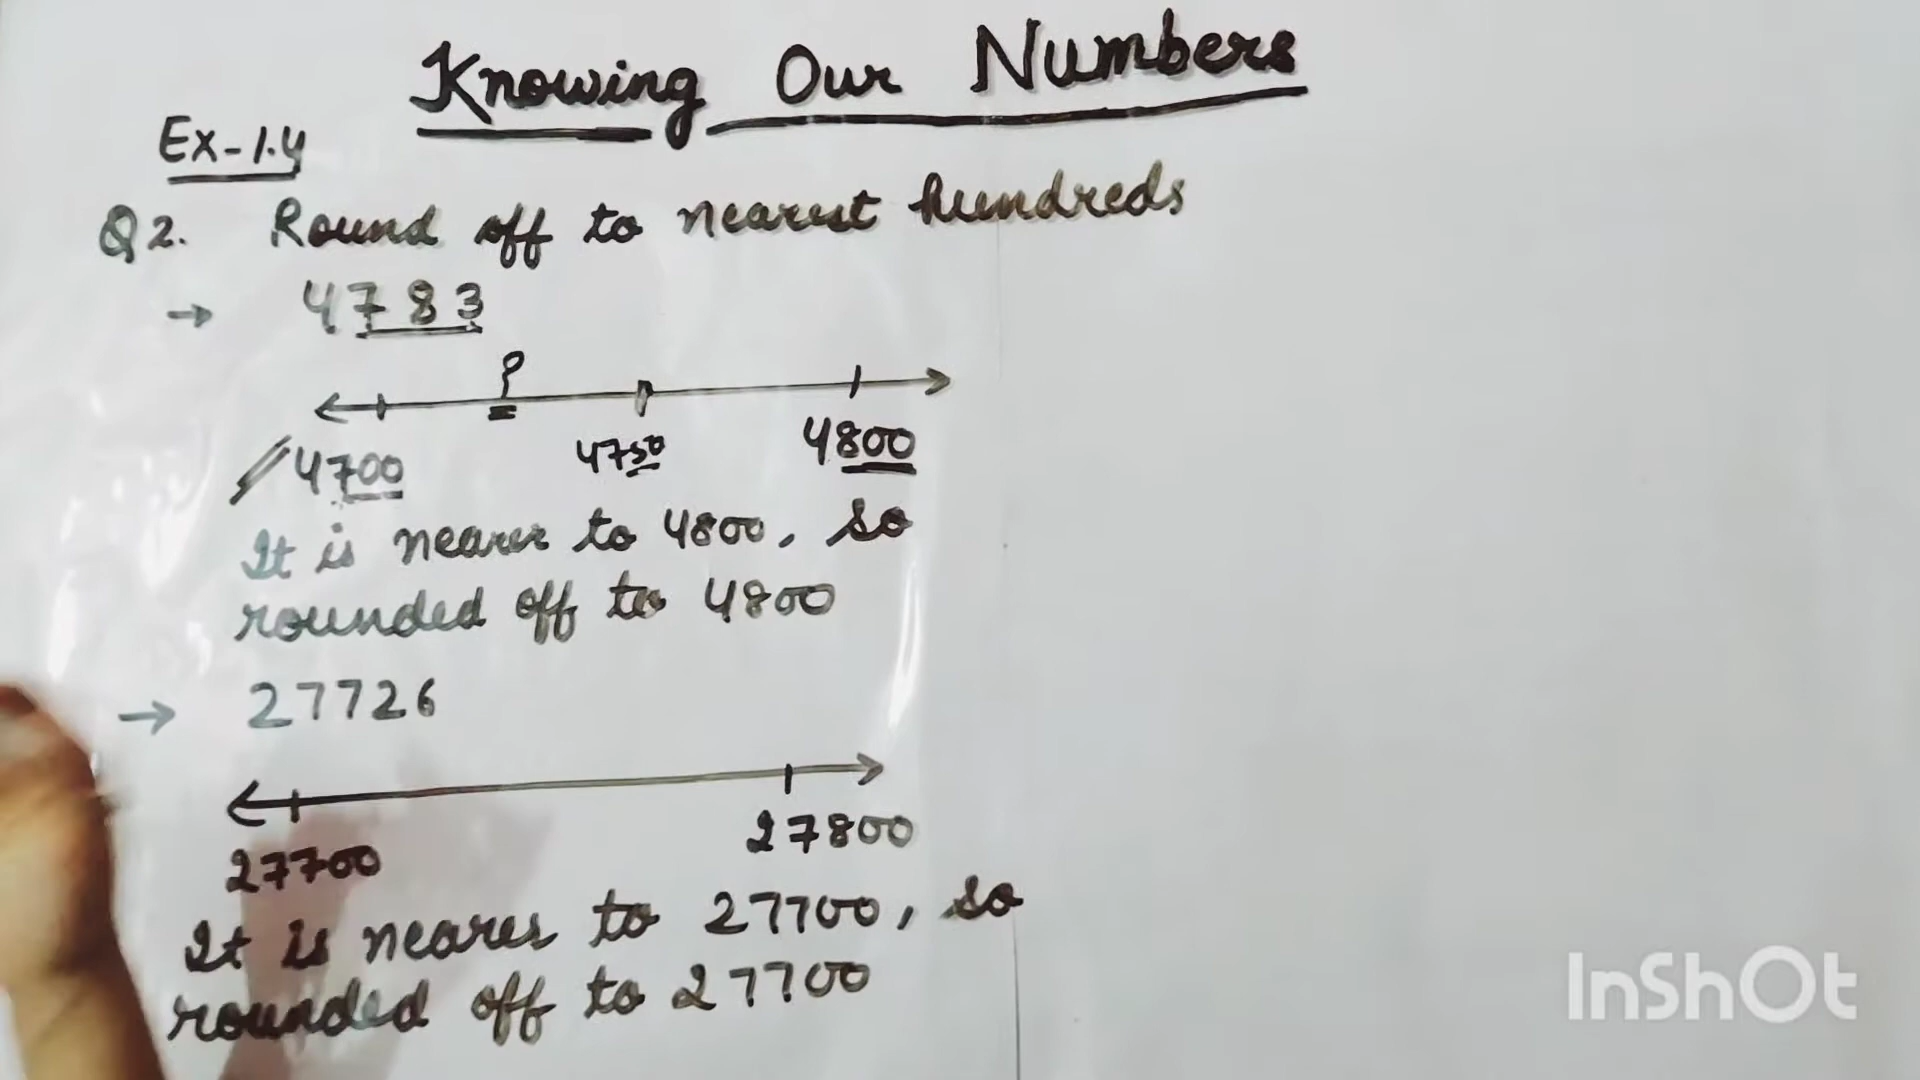 Knowing Our Numbers
Ex-1.4
Q2. Round off to nearest hundreds
→ 4783
4700 4750 4800
It is nearer to 4800, so
rounded off to 4800
→ 27726
27700 27800
It is nearer to 27700, so
rounded off to 27700
InShOt